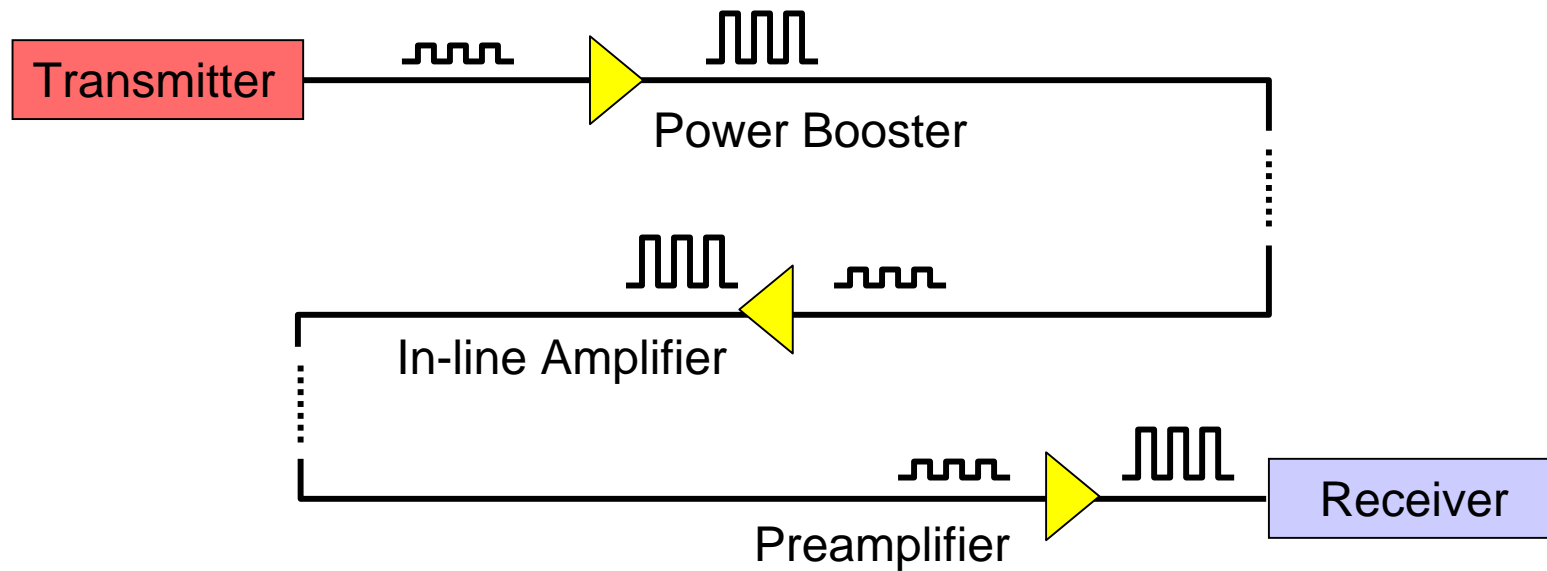 Transmitter
Power Booster
In-line Amplifier
Preamplifier
Receiver